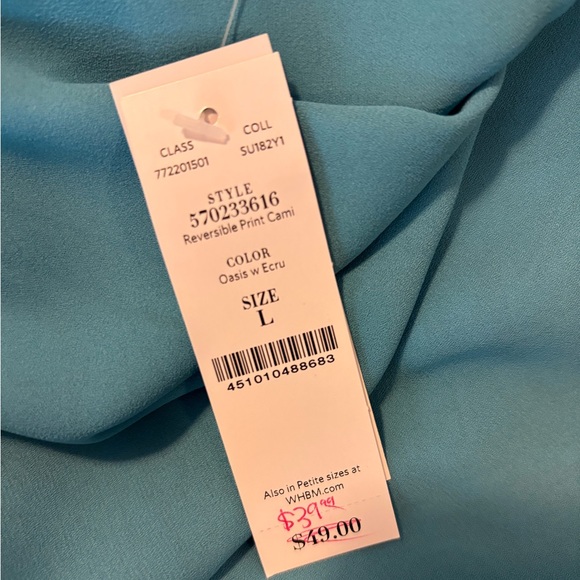 CLASS
772201501
COLL
SU182Y1
STYLE
570233616
Reversible Print Cami
COLOR
Oasis w Ecru
SIZE
L
451010488683
Also in Petite sizes at
WHBM.com
$39.99
$49.00